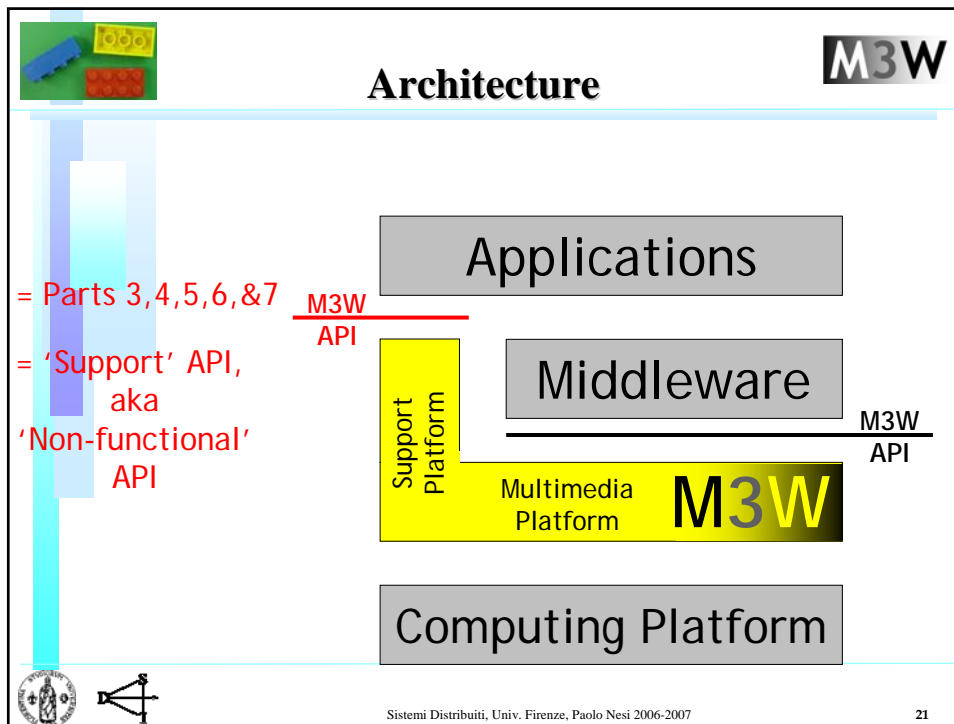 M3W
Architecture
Applications
= Parts 3,4,5,6,&7
M3W
API
= ‘Support’ API,
aka
‘Non-functional’
API
Middleware
Support
Platform
M3W
API
Multimedia
Platform
M3W
Computing Platform
D
S
I
Sistemi Distribuiti, Univ. Firenze, Paolo Nesi 2006-2007
21